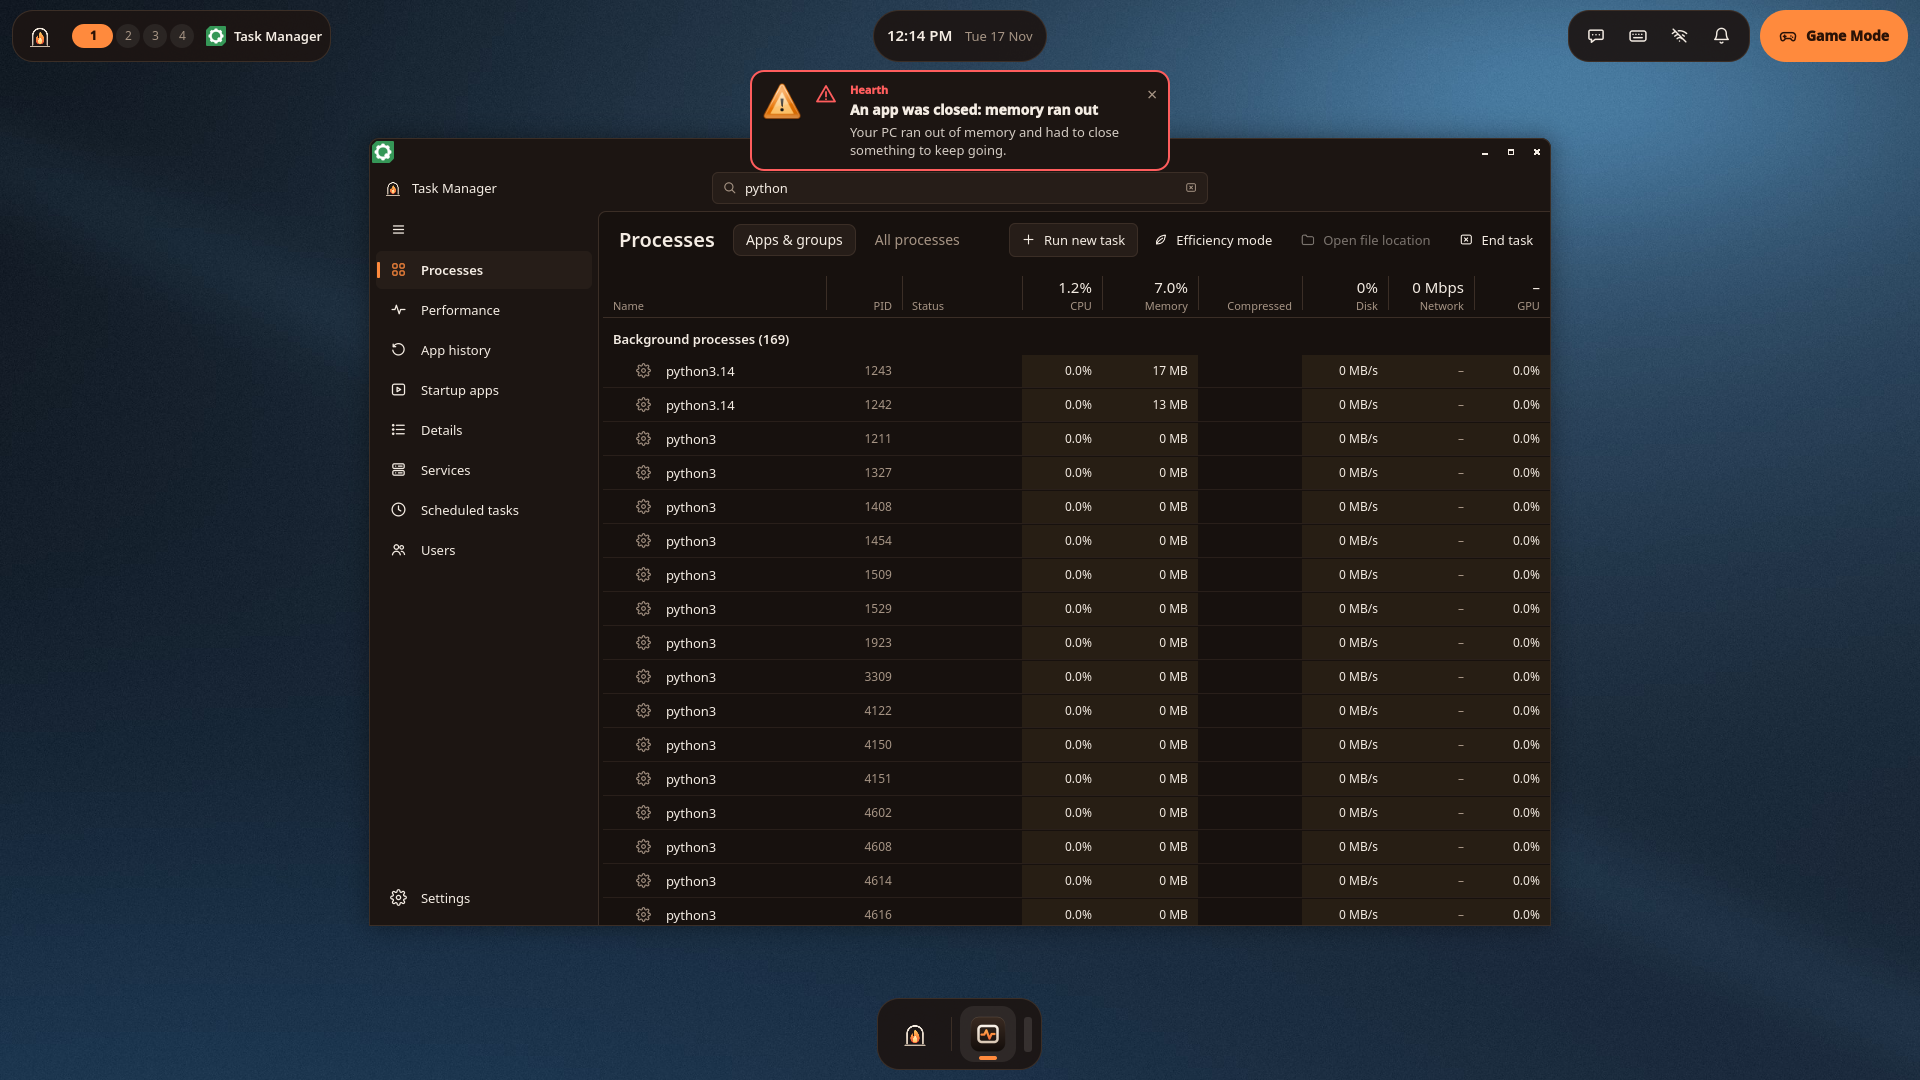 1 2 3 4 Task Manager
12:14 PM Tue 17 Nov
Game Mode
Hearth
An app was closed: memory ran out
Your PC ran out of memory and had to close
something to keep going.
Task Manager
python
Processes
Performance
App history
Startup apps
Details
Services
Scheduled tasks
Users
Settings
Processes Apps & groups All processes Run new task Efficiency mode Open file location End task
1.2% 7.0% 0% 0 Mbps –
Name PID Status CPU Memory Compressed Disk Network GPU
Background processes (169)
python3.14 1243 0.0% 17 MB 0 MB/s – 0.0%
python3.14 1242 0.0% 13 MB 0 MB/s – 0.0%
python3 1211 0.0% 0 MB 0 MB/s – 0.0%
python3 1327 0.0% 0 MB 0 MB/s – 0.0%
python3 1408 0.0% 0 MB 0 MB/s – 0.0%
python3 1454 0.0% 0 MB 0 MB/s – 0.0%
python3 1509 0.0% 0 MB 0 MB/s – 0.0%
python3 1529 0.0% 0 MB 0 MB/s – 0.0%
python3 1923 0.0% 0 MB 0 MB/s – 0.0%
python3 3309 0.0% 0 MB 0 MB/s – 0.0%
python3 4122 0.0% 0 MB 0 MB/s – 0.0%
python3 4150 0.0% 0 MB 0 MB/s – 0.0%
python3 4151 0.0% 0 MB 0 MB/s – 0.0%
python3 4602 0.0% 0 MB 0 MB/s – 0.0%
python3 4608 0.0% 0 MB 0 MB/s – 0.0%
python3 4614 0.0% 0 MB 0 MB/s – 0.0%
python3 4616 0.0% 0 MB 0 MB/s – 0.0%